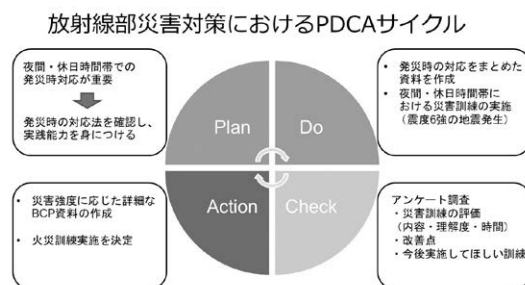 放射線部災害対策におけるPDCAサイクル
夜間・休日時間帯での
発災時対応が重要
発災時の対応法を確認し、
実践能力を身につける
Plan
Do
• 発災時の対応をまとめた
資料を作成
• 夜間・休日時間帯に
おける災害訓練の実施
（震度6強の地震発生）
• 災害強度に応じた詳細な
BCP資料の作成
• 火災訓練実施を決定
Action
Check
アンケート調査
・災害訓練の評価
（内容・理解度・時間）
・改善点
・今後実施してほしい訓練